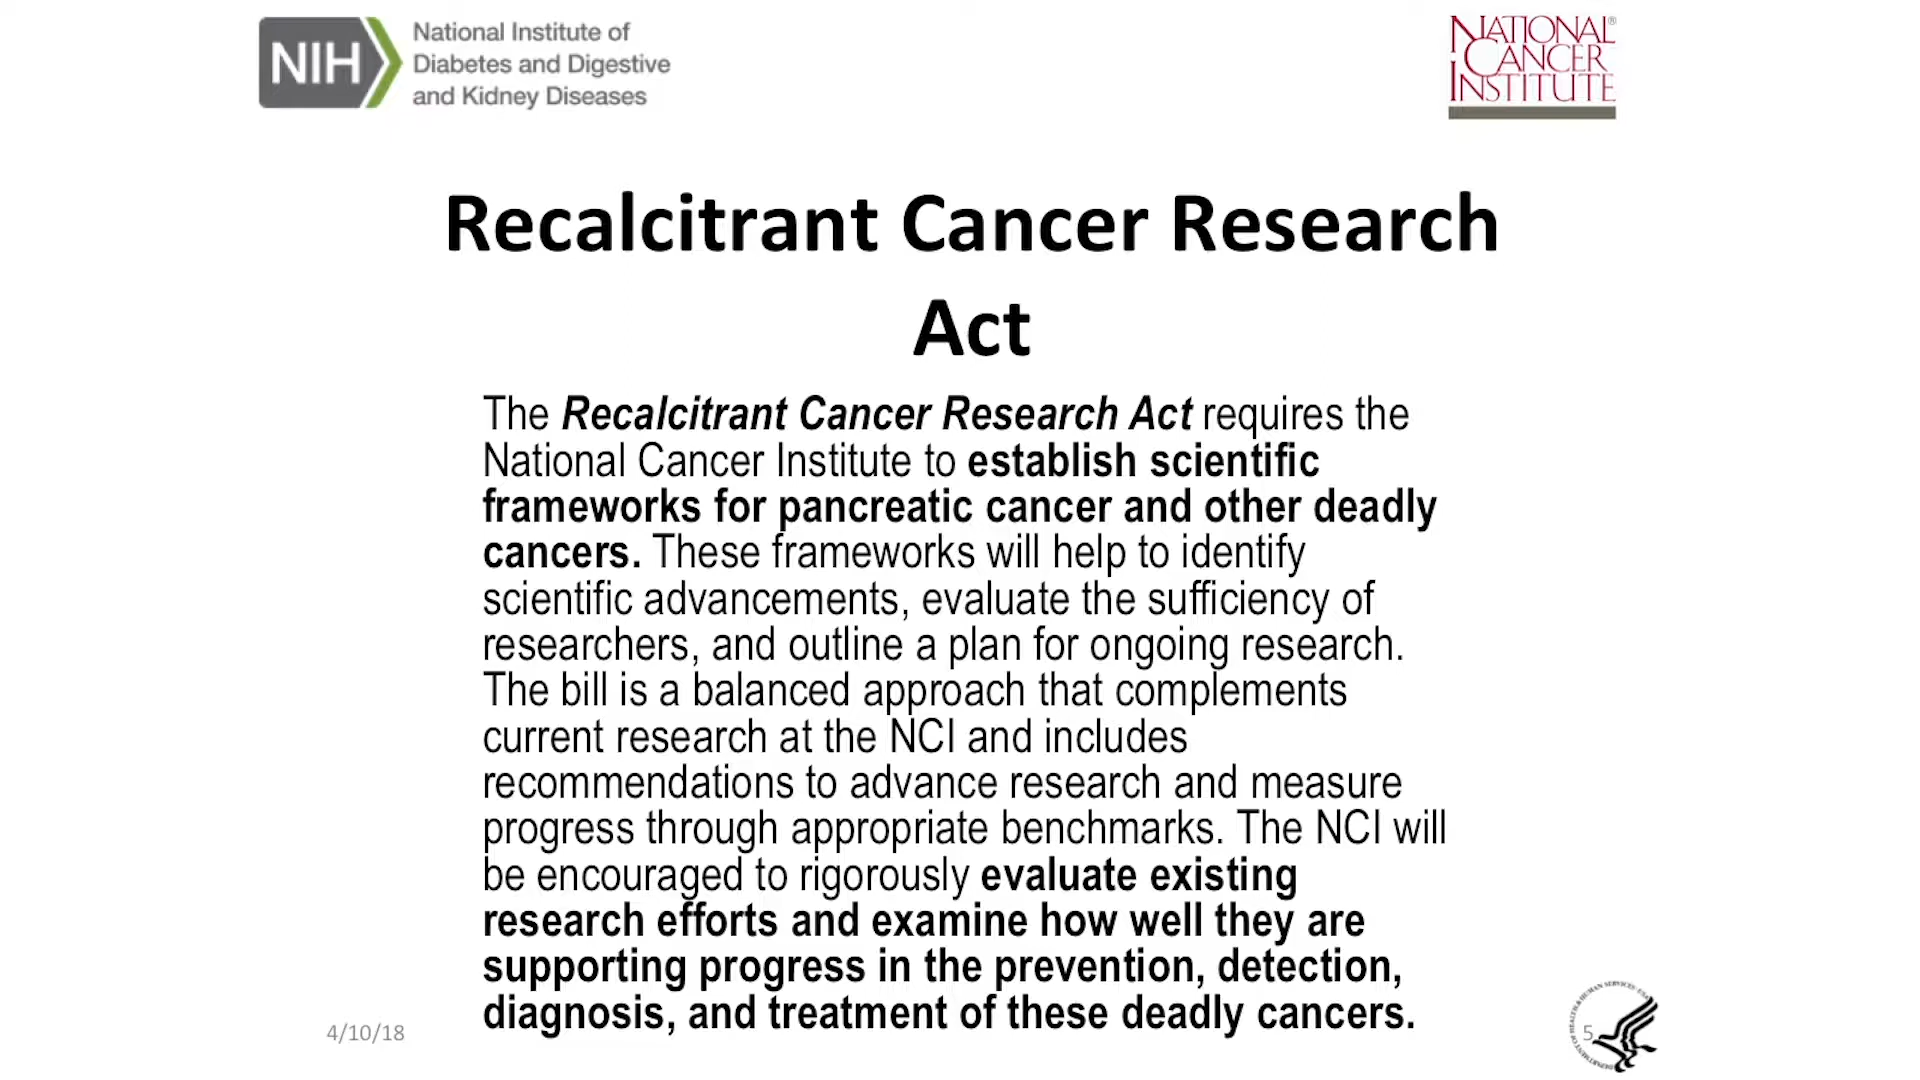 NIH
National Institute of
Diabetes and Digestive
and Kidney Diseases
NATIONAL®
CANCER
INSTITUTE
Recalcitrant Cancer Research
Act
The Recalcitrant Cancer Research Act requires the
National Cancer Institute to establish scientific
frameworks for pancreatic cancer and other deadly
cancers. These frameworks will help to identify
scientific advancements, evaluate the sufficiency of
researchers, and outline a plan for ongoing research.
The bill is a balanced approach that complements
current research at the NCI and includes
recommendations to advance research and measure
progress through appropriate benchmarks. The NCI will
be encouraged to rigorously evaluate existing
research efforts and examine how well they are
supporting progress in the prevention, detection,
diagnosis, and treatment of these deadly cancers.
4/10/18
DEPARTMENT OF HEALTH & HUMAN SERVICES · USA
5